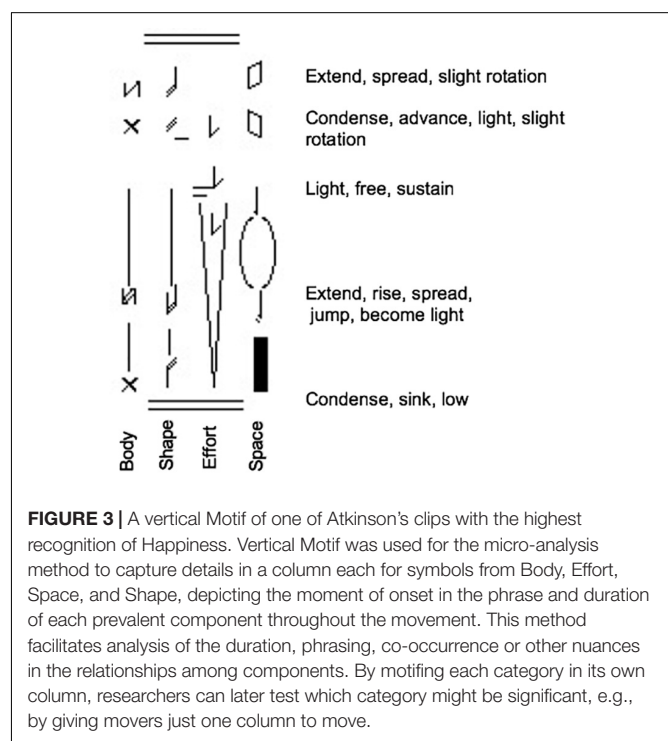 Extend, spread, slight rotation
Condense, advance, light, slight
rotation
Light, free, sustain
Extend, rise, spread,
jump, become light
Condense, sink, low
Body
Shape
Effort
Space
FIGURE 3 | A vertical Motif of one of Atkinson's clips with the highest
recognition of Happiness. Vertical Motif was used for the micro-analysis
method to capture details in a column each for symbols from Body, Effort,
Space, and Shape, depicting the moment of onset in the phrase and duration
of each prevalent component throughout the movement. This method
facilitates analysis of the duration, phrasing, co-occurrence or other nuances
in the relationships among components. By motifing each category in its own
column, researchers can later test which category might be significant, e.g.,
by giving movers just one column to move.